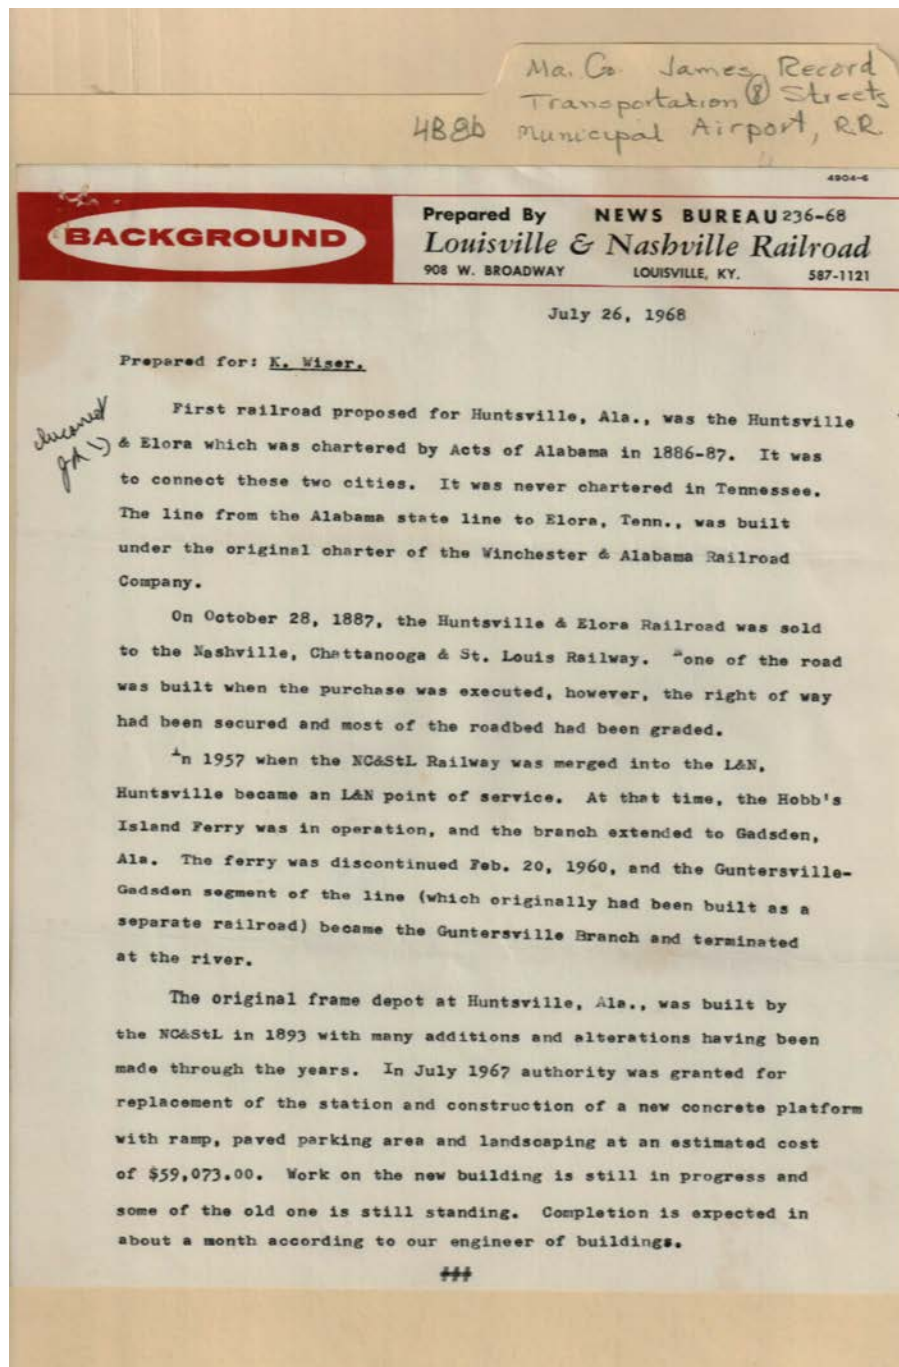 Ma. Co. James Record
Transportation & Streets
4B8b Municipal Airport, R.R.
4904-6
BACKGROUND
Prepared By NEWS BUREAU 236-68
Louisville & Nashville Railroad
908 W. BROADWAY LOUISVILLE, KY. 587-1121
July 26, 1968
Prepared for: K. Wiser.
First railroad proposed for Huntsville, Ala., was the Huntsville
& Elora which was chartered by Acts of Alabama in 1886-87. It was
to connect these two cities. It was never chartered in Tennessee.
The line from the Alabama state line to Elora, Tenn., was built
under the original charter of the Winchester & Alabama Railroad
Company.
On October 28, 1887, the Huntsville & Elora Railroad was sold
to the Nashville, Chattanooga & St. Louis Railway. None of the road
was built when the purchase was executed, however, the right of way
had been secured and most of the roadbed had been graded.
In 1957 when the NC&StL Railway was merged into the L&N,
Huntsville became an L&N point of service. At that time, the Hobb's
Island Ferry was in operation, and the branch extended to Gadsden,
Ala. The ferry was discontinued Feb. 20, 1960, and the Guntersville-
Gadsden segment of the line (which originally had been built as a
separate railroad) became the Guntersville Branch and terminated
at the river.
The original frame depot at Huntsville, Ala., was built by
the NC&StL in 1893 with many additions and alterations having been
made through the years. In July 1967 authority was granted for
replacement of the station and construction of a new concrete platform
with ramp, paved parking area and landscaping at an estimated cost
of $59,073.00. Work on the new building is still in progress and
some of the old one is still standing. Completion is expected in
about a month according to our engineer of buildings.
###